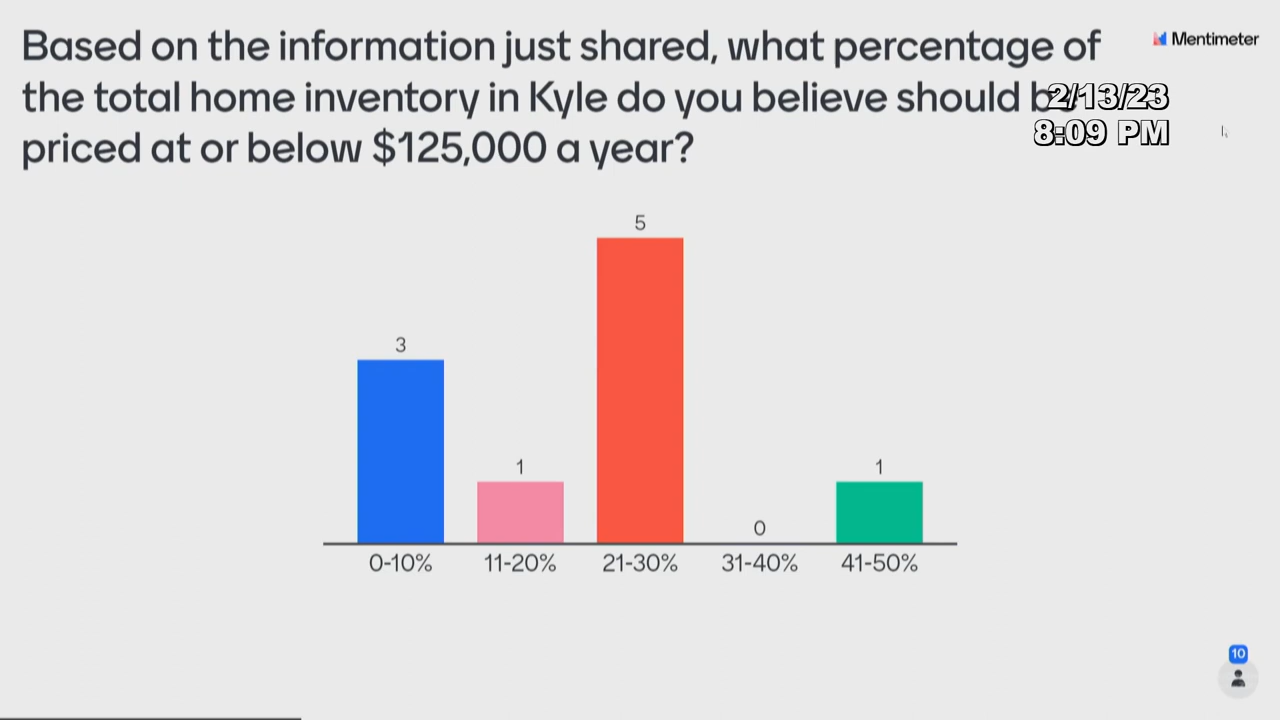 Based on the information just shared, what percentage of
the total home inventory in Kyle do you believe should be
priced at or below $125,000 a year?
Mentimeter
2/13/23
8:09 PM
5
3
1
1
0
0-10%
11-20%
21-30%
31-40%
41-50%
10